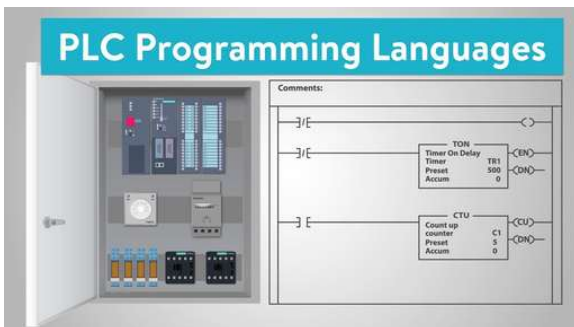 PLC Programming Languages
Comments:
TON
Timer On Delay
Timer TR1
Preset 500
Accum 0
EN
DN
CTU
Count up
counter C1
Preset 5
Accum 0
CU
DN